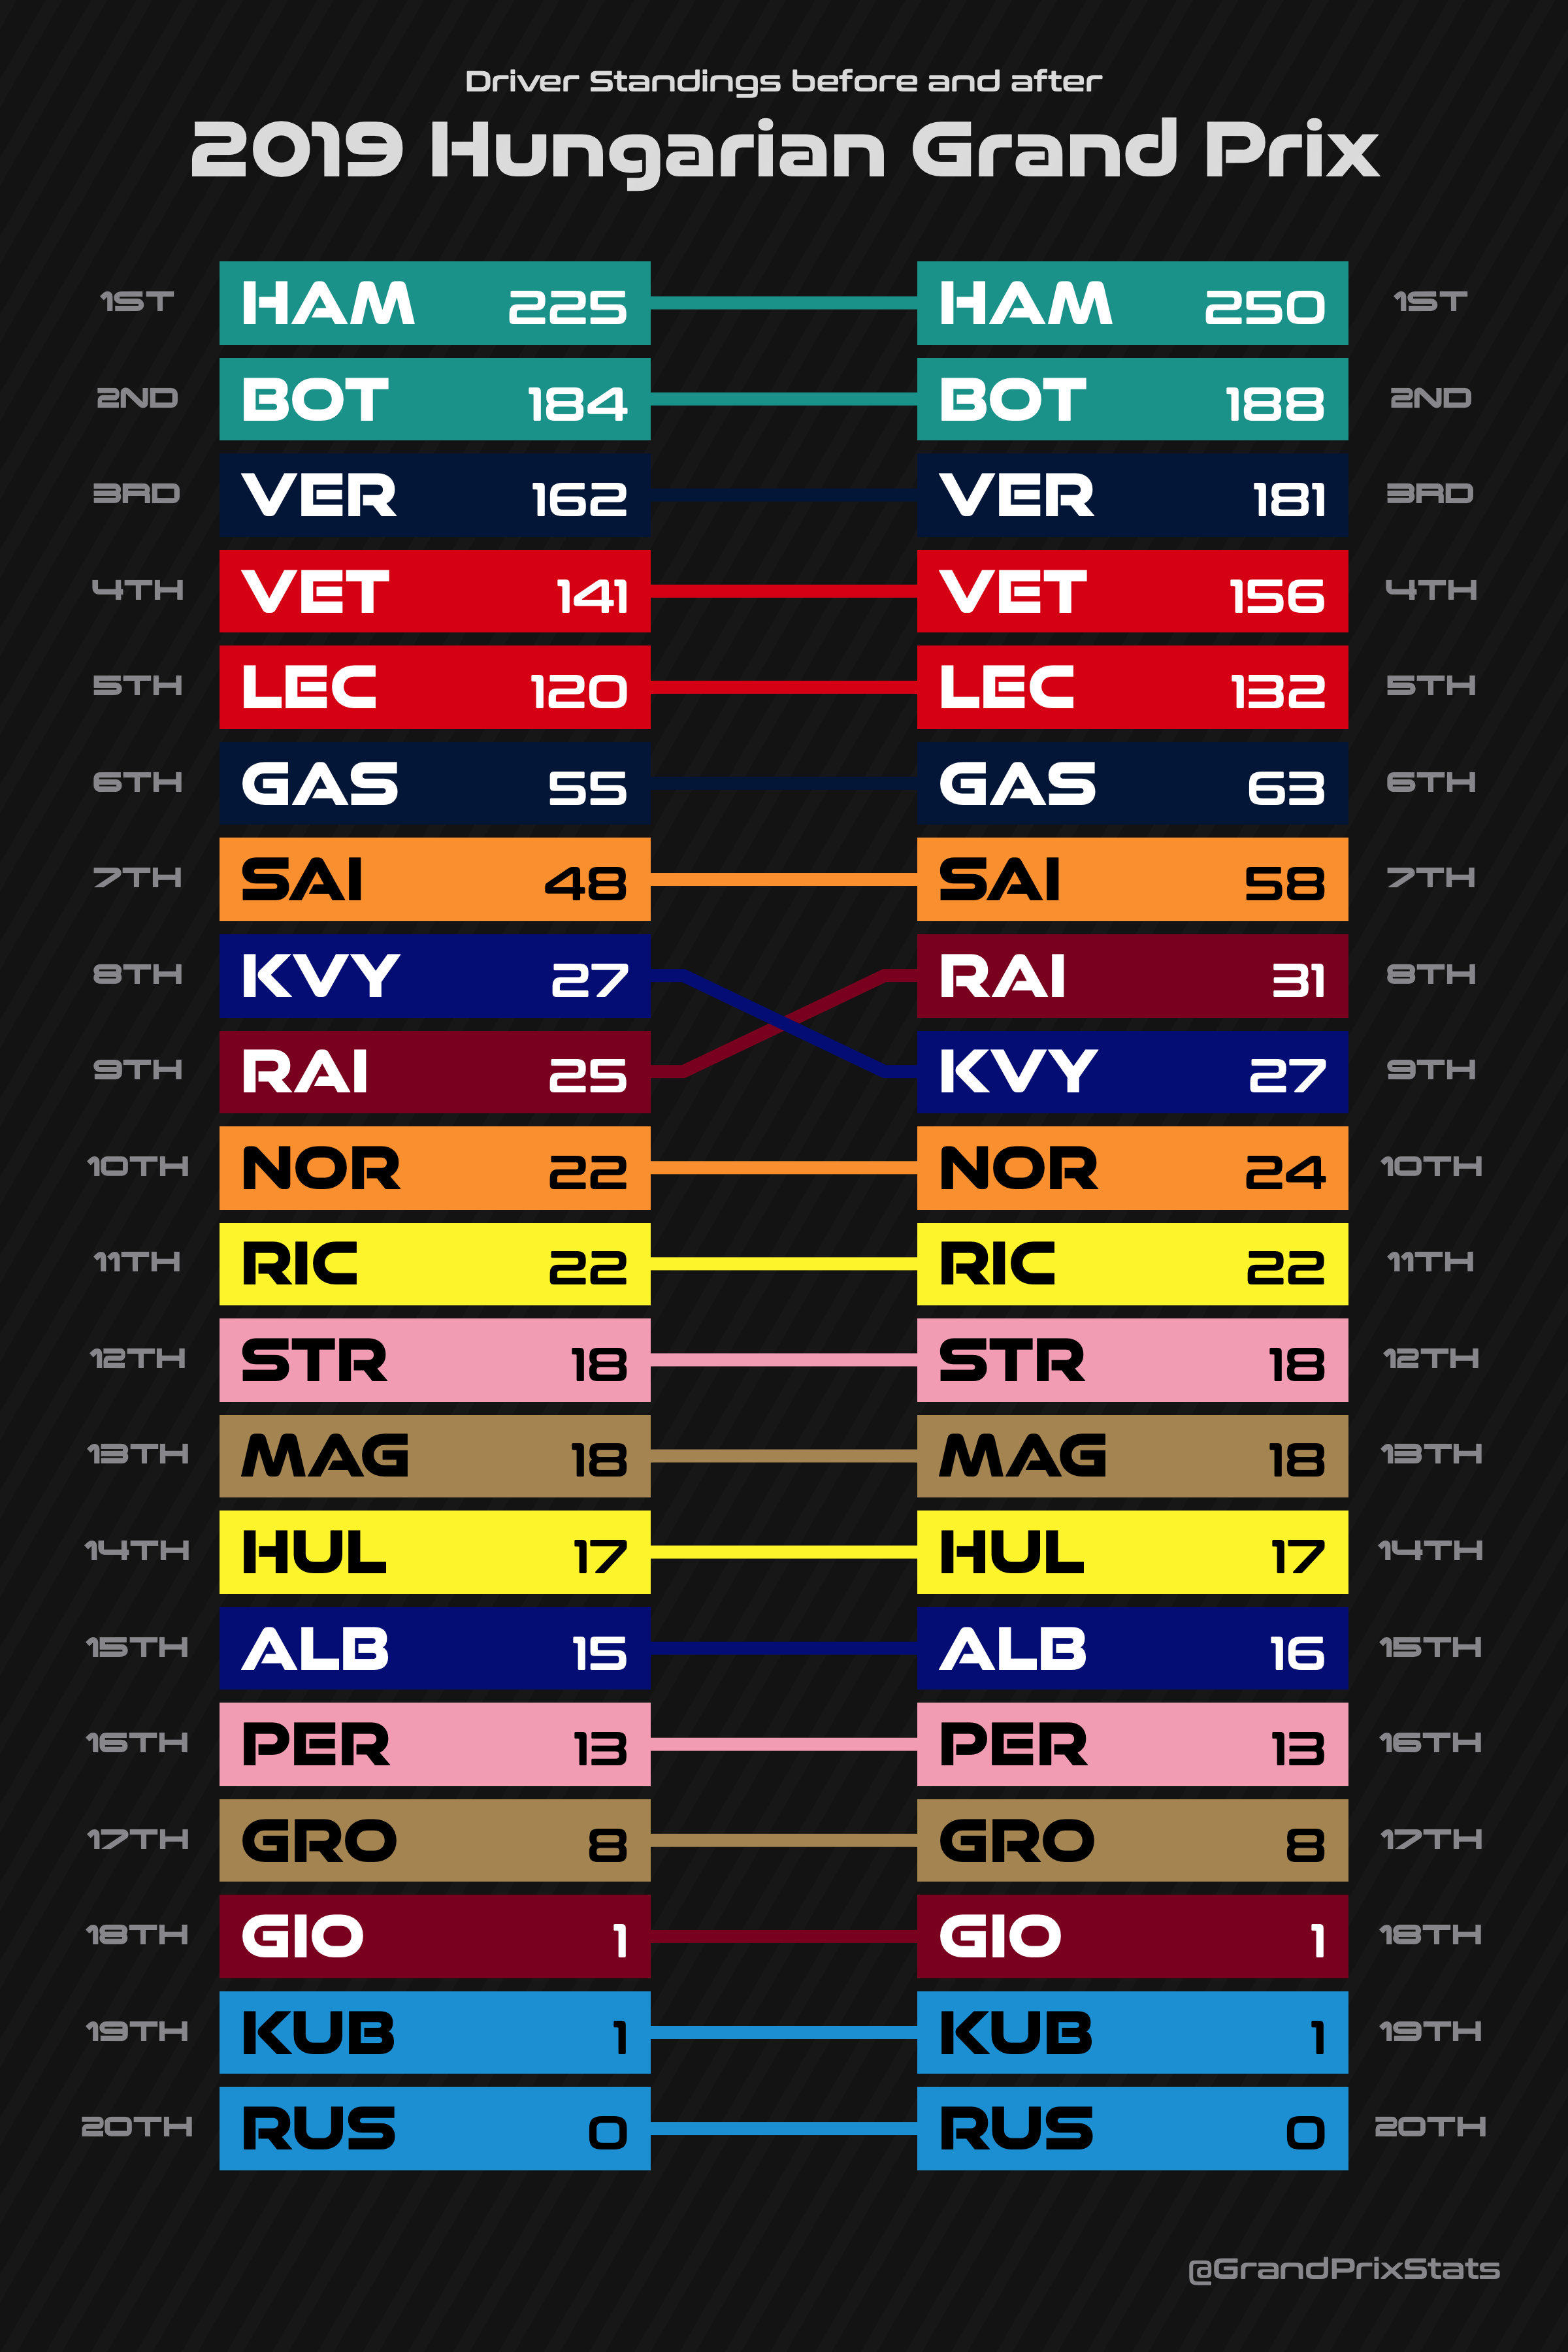 Driver Standings before and after
2019 Hungarian Grand Prix
1ST HAM 225 HAM 250 1ST
2ND BOT 184 BOT 188 2ND
3RD VER 162 VER 181 3RD
4TH VET 141 VET 156 4TH
5TH LEC 120 LEC 132 5TH
6TH GAS 55 GAS 63 6TH
7TH SAI 48 SAI 58 7TH
8TH KVY 27 RAI 31 8TH
9TH RAI 25 KVY 27 9TH
10TH NOR 22 NOR 24 10TH
11TH RIC 22 RIC 22 11TH
12TH STR 18 STR 18 12TH
13TH MAG 18 MAG 18 13TH
14TH HUL 17 HUL 17 14TH
15TH ALB 15 ALB 16 15TH
16TH PER 13 PER 13 16TH
17TH GRO 8 GRO 8 17TH
18TH GIO 1 GIO 1 18TH
19TH KUB 1 KUB 1 19TH
20TH RUS 0 RUS 0 20TH
@GrandPrixStats